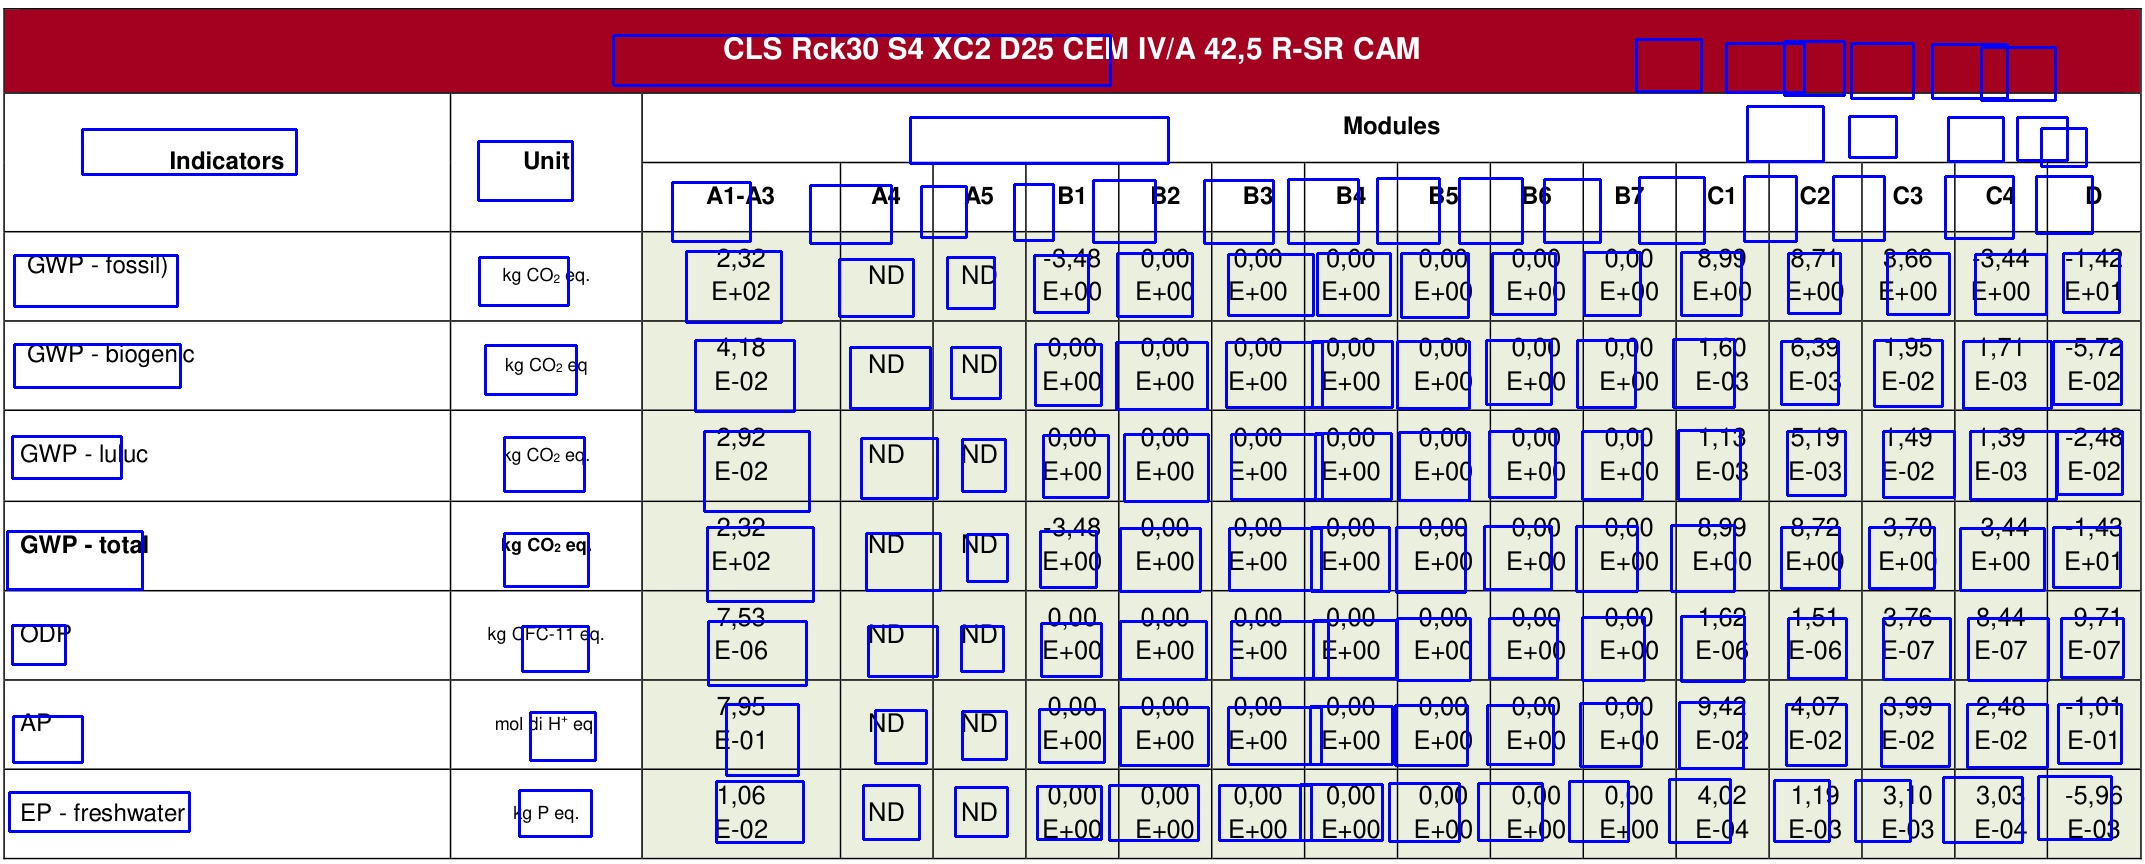 CLS Rck30 S4 XC2 D25 CEM IV/A 42,5 R-SR CAM
Indicators Unit Modules
A1-A3 A4 A5 B1 B2 B3 B4 B5 B6 B7 C1 C2 C3 C4 D
GWP - fossil) kg CO₂ eq. 2,32 E+02 ND ND -3,48 E+00 0,00 E+00 0,00 E+00 0,00 E+00 0,00 E+00 0,00 E+00 0,00 E+00 8,99 E+00 8,71 E+00 3,66 E+00 -3,44 E+00 -1,42 E+01
GWP - biogenic kg CO₂ eq 4,18 E-02 ND ND 0,00 E+00 0,00 E+00 0,00 E+00 0,00 E+00 0,00 E+00 0,00 E+00 0,00 E+00 1,60 E-03 6,39 E-03 1,95 E-02 1,71 E-03 -5,72 E-02
GWP - luluc kg CO₂ eq. 2,92 E-02 ND ND 0,00 E+00 0,00 E+00 0,00 E+00 0,00 E+00 0,00 E+00 0,00 E+00 0,00 E+00 1,13 E-03 5,19 E-03 1,49 E-02 1,39 E-03 -2,48 E-02
GWP - total kg CO₂ eq. 2,32 E+02 ND ND -3,48 E+00 0,00 E+00 0,00 E+00 0,00 E+00 0,00 E+00 0,00 E+00 0,00 E+00 8,99 E+00 8,72 E+00 3,70 E+00 -3,44 E+00 -1,43 E+01
ODP kg CFC-11 eq. 7,53 E-06 ND ND 0,00 E+00 0,00 E+00 0,00 E+00 0,00 E+00 0,00 E+00 0,00 E+00 0,00 E+00 1,62 E-06 1,51 E-06 3,76 E-07 8,44 E-07 -9,71 E-07
AP mol di H⁺ eq. 7,95 E-01 ND ND 0,00 E+00 0,00 E+00 0,00 E+00 0,00 E+00 0,00 E+00 0,00 E+00 0,00 E+00 9,42 E-02 4,07 E-02 3,99 E-02 2,48 E-02 -1,01 E-01
EP - freshwater kg P eq. 1,06 E-02 ND ND 0,00 E+00 0,00 E+00 0,00 E+00 0,00 E+00 0,00 E+00 0,00 E+00 0,00 E+00 4,02 E-04 1,19 E-03 3,10 E-03 3,03 E-04 -5,96 E-03